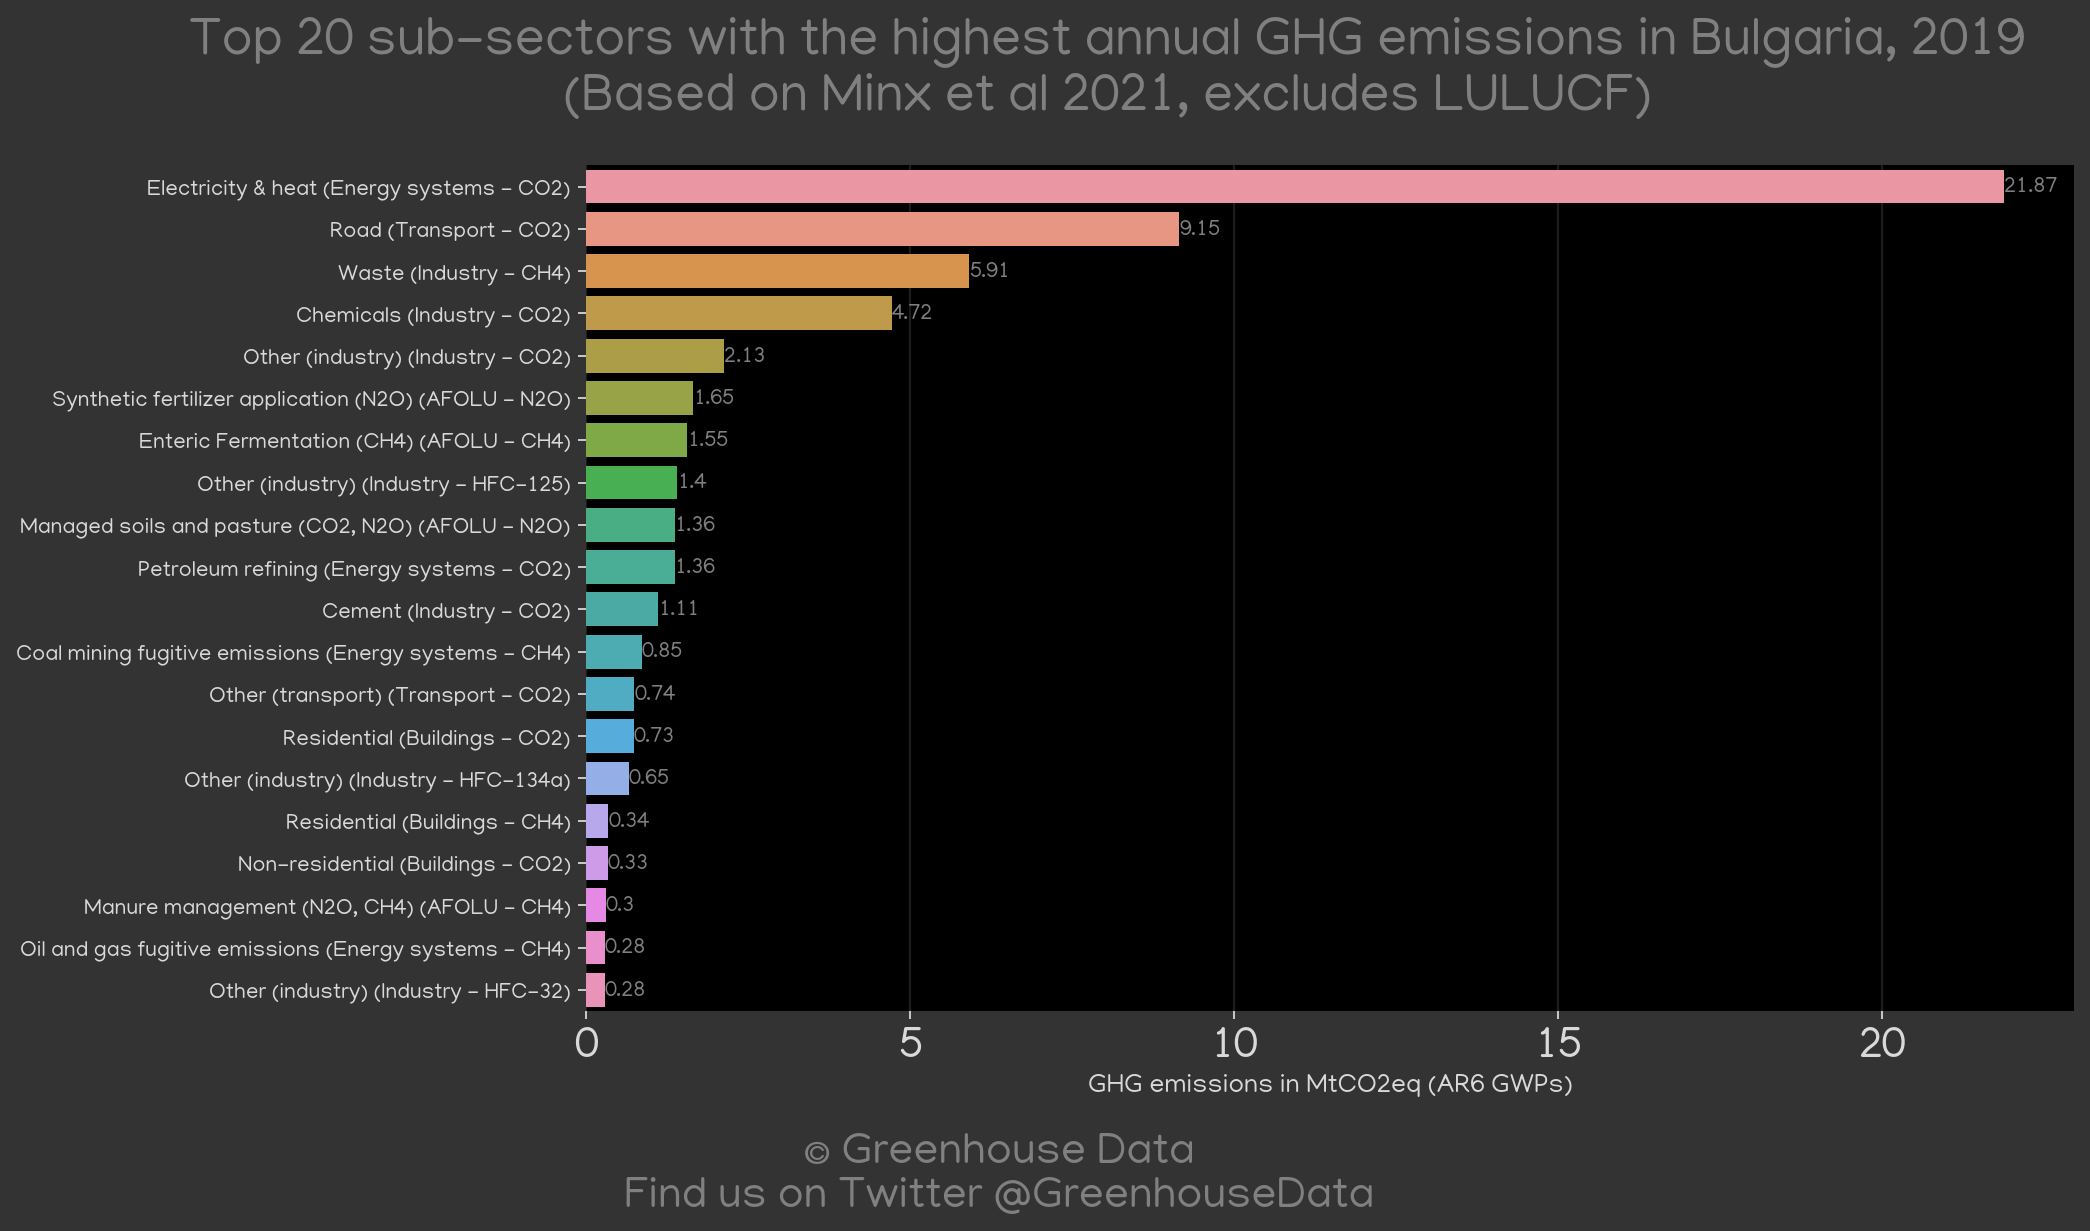 Top 20 sub-sectors with the highest annual GHG emissions in Bulgaria, 2019
(Based on Minx et al 2021, excludes LULUCF)
Electricity & heat (Energy systems - CO2) 21.87
Road (Transport - CO2) 9.15
Waste (Industry - CH4) 5.91
Chemicals (Industry - CO2) 4.72
Other (industry) (Industry - CO2) 2.13
Synthetic fertilizer application (N2O) (AFOLU - N2O) 1.65
Enteric Fermentation (CH4) (AFOLU - CH4) 1.55
Other (industry) (Industry - HFC-125) 1.4
Managed soils and pasture (CO2, N2O) (AFOLU - N2O) 1.36
Petroleum refining (Energy systems - CO2) 1.36
Cement (Industry - CO2) 1.11
Coal mining fugitive emissions (Energy systems - CH4) 0.85
Other (transport) (Transport - CO2) 0.74
Residential (Buildings - CO2) 0.73
Other (industry) (Industry - HFC-134a) 0.65
Residential (Buildings - CH4) 0.34
Non-residential (Buildings - CO2) 0.33
Manure management (N2O, CH4) (AFOLU - CH4) 0.3
Oil and gas fugitive emissions (Energy systems - CH4) 0.28
Other (industry) (Industry - HFC-32) 0.28
0 5 10 15 20
GHG emissions in MtCO2eq (AR6 GWPs)
© Greenhouse Data
Find us on Twitter @GreenhouseData